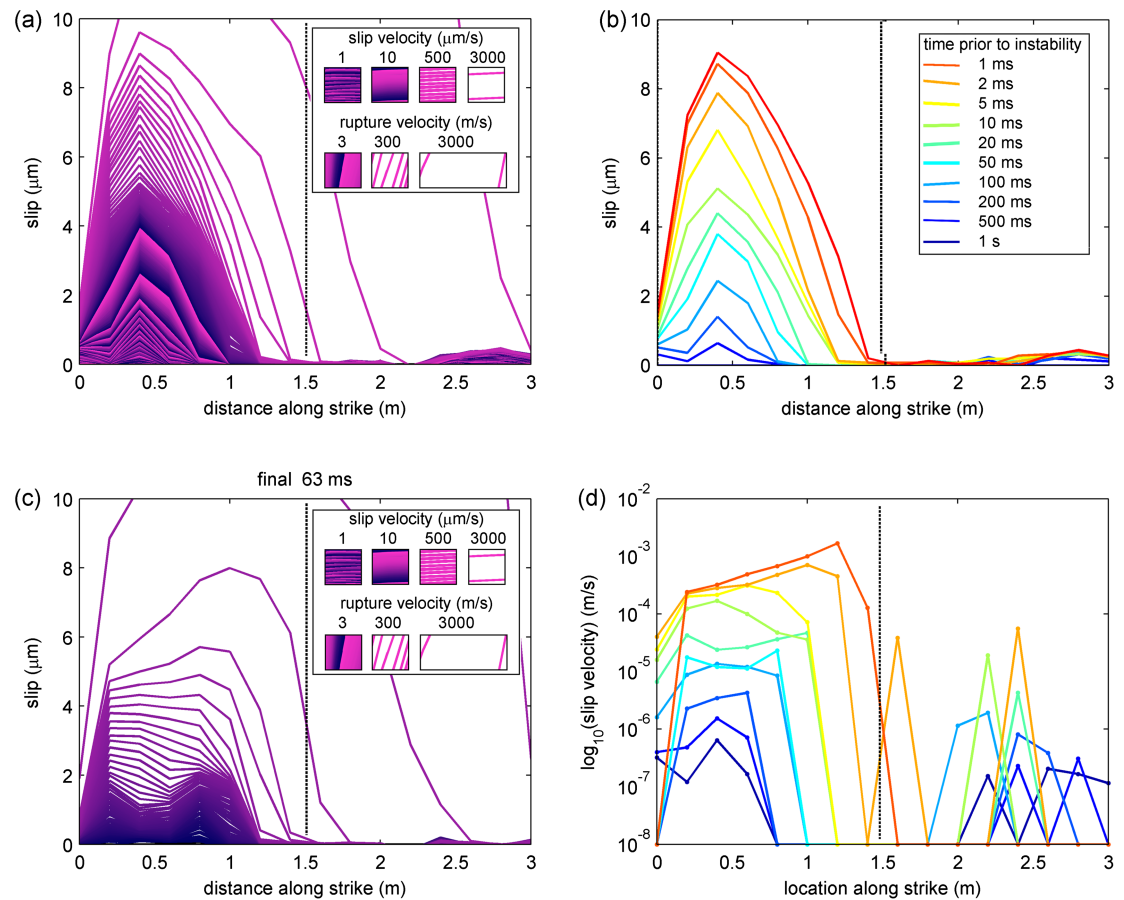 (a)
10
8
6
4
2
0
slip (μm)
0 0.5 1 1.5 2 2.5 3
distance along strike (m)
slip velocity (μm/s)
1 10 500 3000
rupture velocity (m/s)
3 300 3000
(b)
10
8
6
4
2
0
slip (μm)
0 0.5 1 1.5 2 2.5 3
distance along strike (m)
time prior to instability
1 ms
2 ms
5 ms
10 ms
20 ms
50 ms
100 ms
200 ms
500 ms
1 s
(c)
final 63 ms
10
8
6
4
2
0
slip (μm)
0 0.5 1 1.5 2 2.5 3
distance along strike (m)
slip velocity (μm/s)
1 10 500 3000
rupture velocity (m/s)
3 300 3000
(d)
10⁻²
10⁻³
10⁻⁴
10⁻⁵
10⁻⁶
10⁻⁷
10⁻⁸
log₁₀(slip velocity) (m/s)
0 0.5 1 1.5 2 2.5 3
location along strike (m)